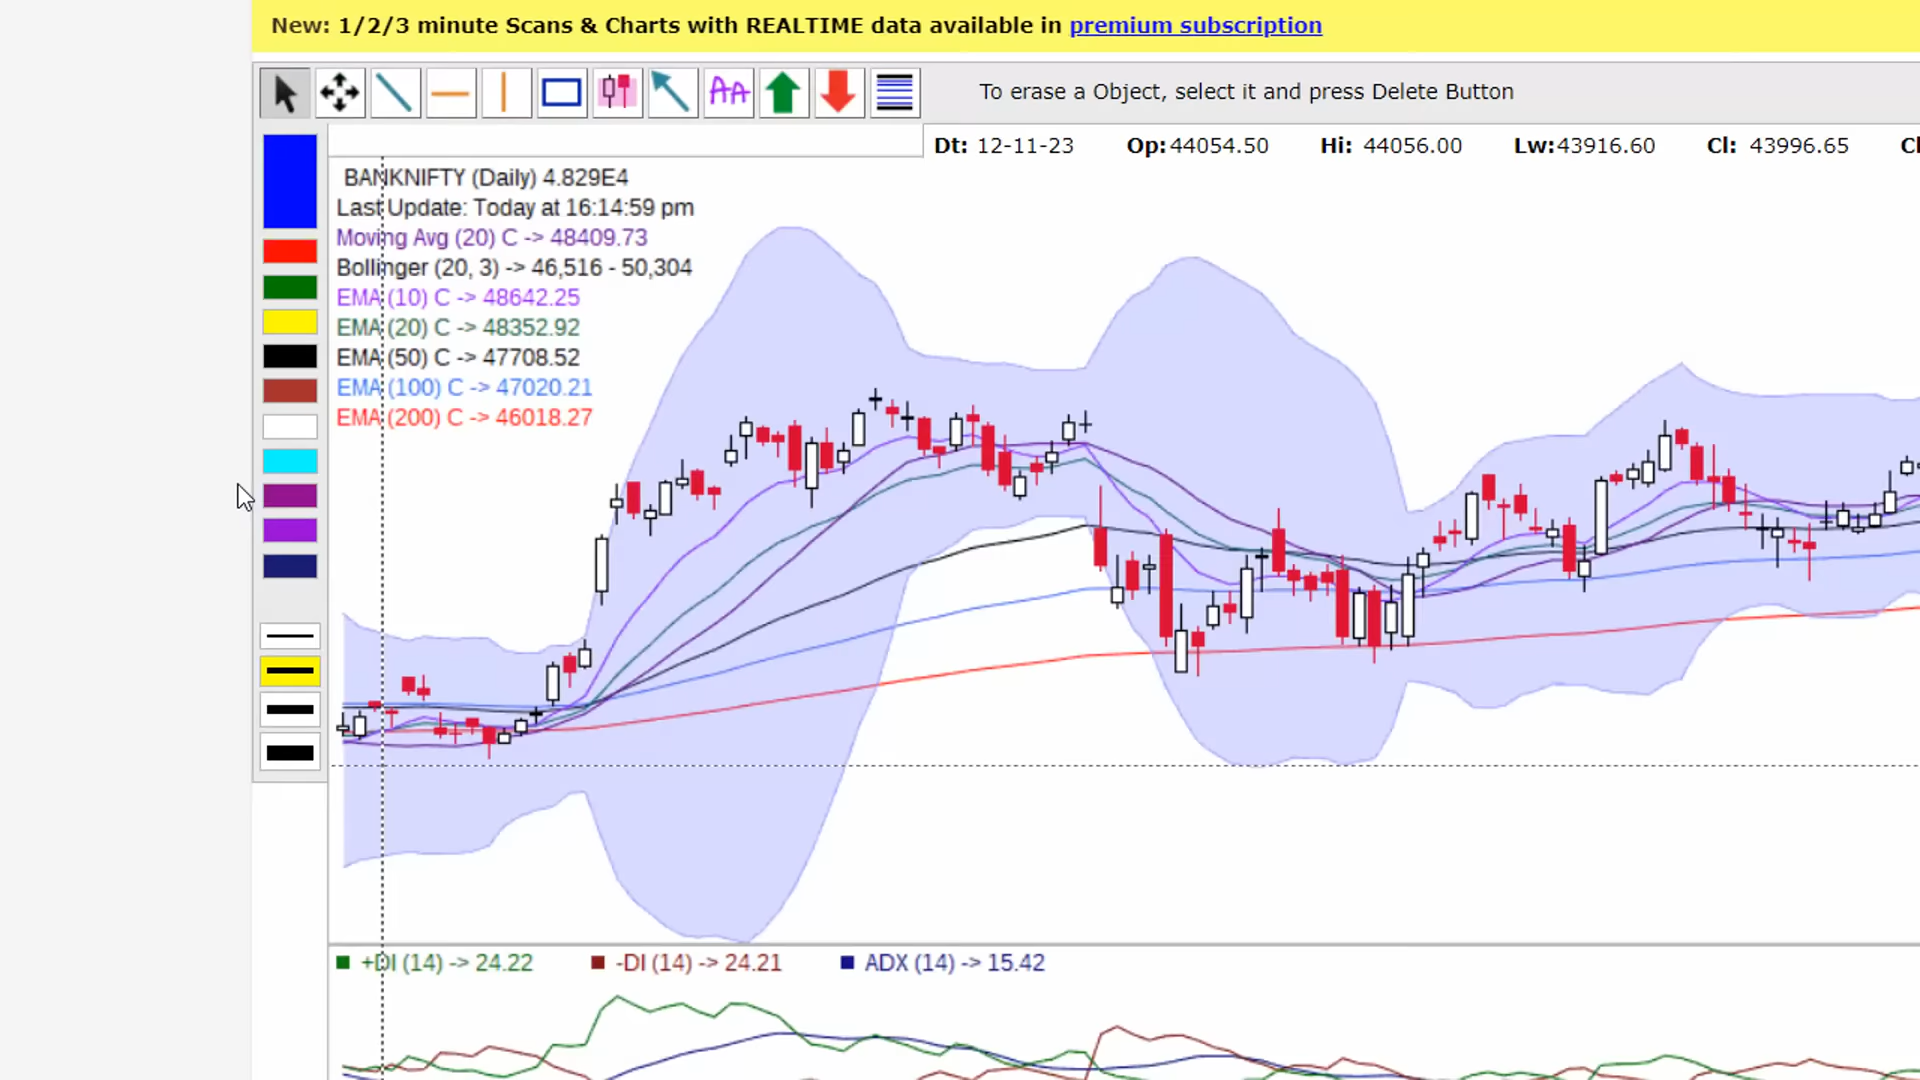 New: 1/2/3 minute Scans & Charts with REALTIME data available in premium subscription
AA
To erase a Object, select it and press Delete Button
Dt: 12-11-23 Op:44054.50 Hi: 44056.00 Lw:43916.60 Cl: 43996.65
BANKNIFTY (Daily) 4.829E4
Last Update: Today at 16:14:59 pm
Moving Avg (20) C -> 48409.73
Bollinger (20, 3) -> 46,516 - 50,304
EMA (10) C -> 48642.25
EMA (20) C -> 48352.92
EMA (50) C -> 47708.52
EMA (100) C -> 47020.21
EMA (200) C -> 46018.27
+DI (14) -> 24.22 -DI (14) -> 24.21 ADX (14) -> 15.42